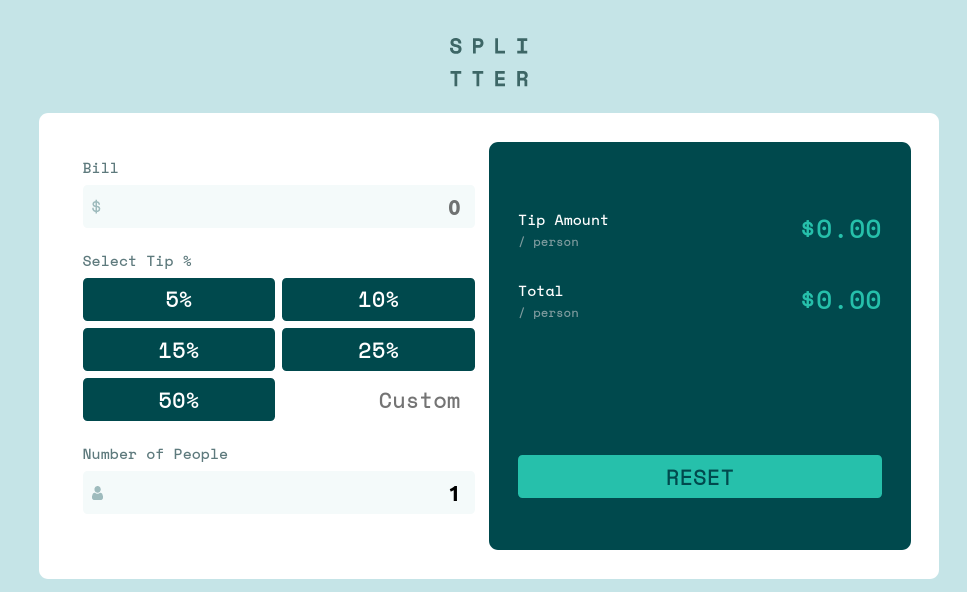 SPLI
TTER
Bill
$ 0
Select Tip %
5% 10%
15% 25%
50% Custom
Number of People
1
Tip Amount
/ person
$0.00
Total
/ person
$0.00
RESET